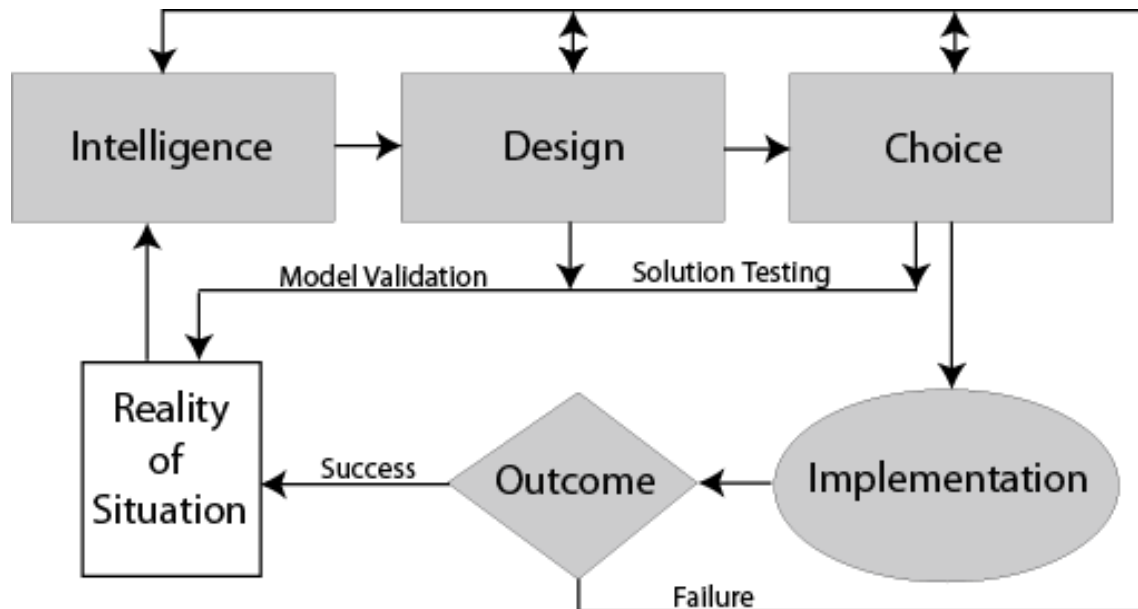 Intelligence
Design
Choice
Model Validation
Solution Testing
Reality
of
Situation
Success
Outcome
Implementation
Failure